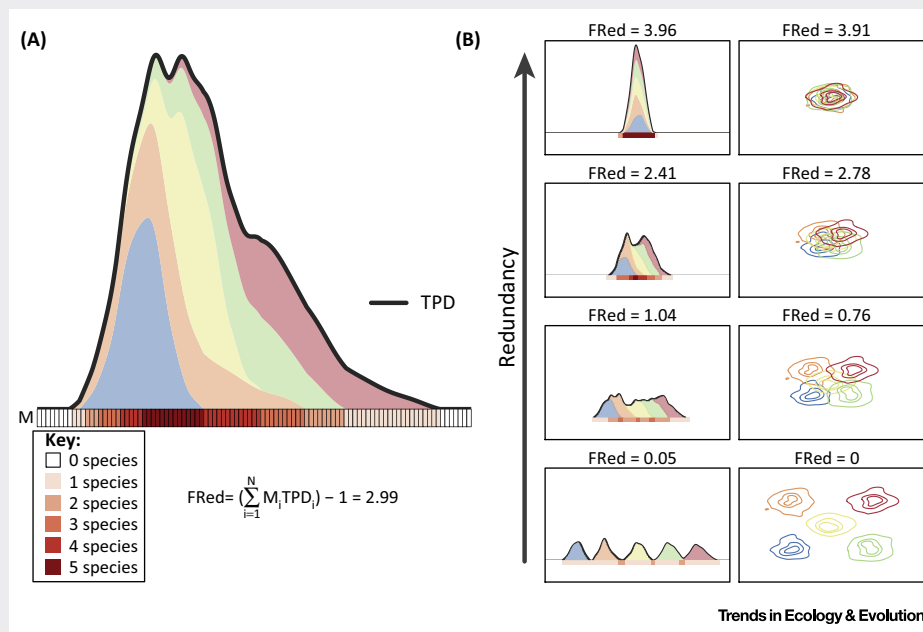 (A)
TPD
M
Key:
0 species
1 species
2 species
3 species
4 species
5 species
FRed= (∑ᴺᵢ₌₁ MᵢTPDᵢ) − 1 = 2.99
(B)
Redundancy
FRed = 3.96
FRed = 3.91
FRed = 2.41
FRed = 2.78
FRed = 1.04
FRed = 0.76
FRed = 0.05
FRed = 0
Trends in Ecology & Evolution